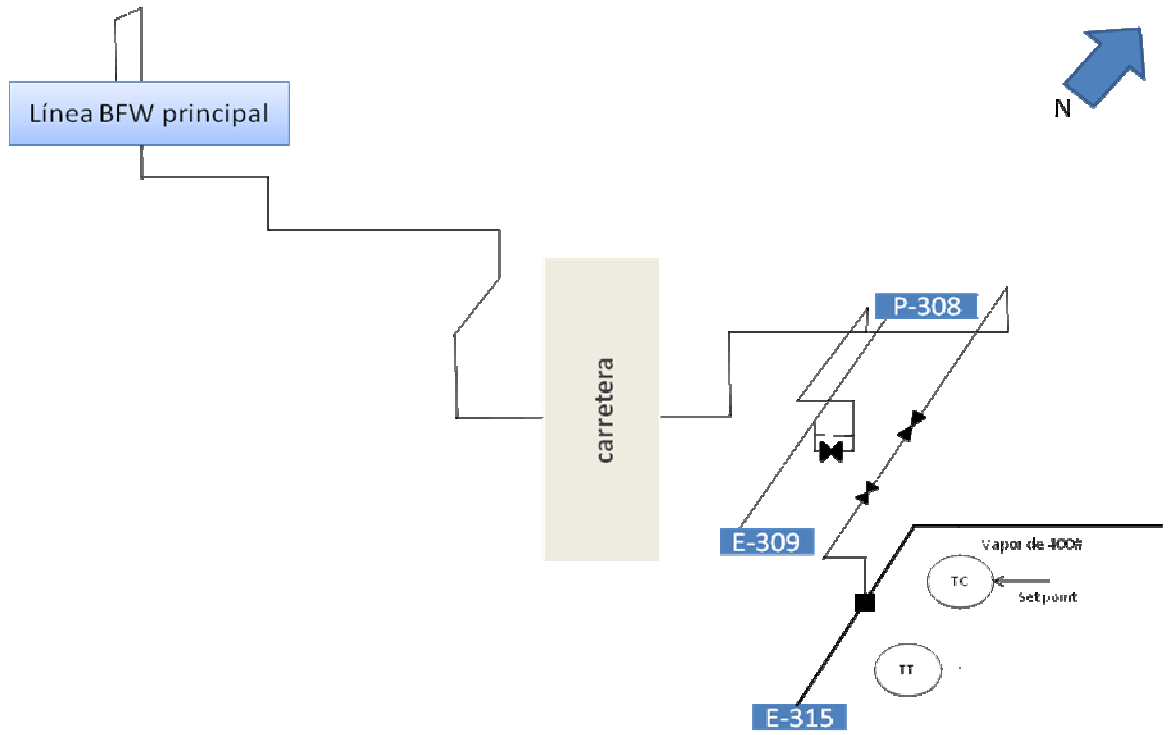 Línea BFW principal
N
carretera
P-308
E-309
Vapor de 400#
TC
Set point
TT
E-315